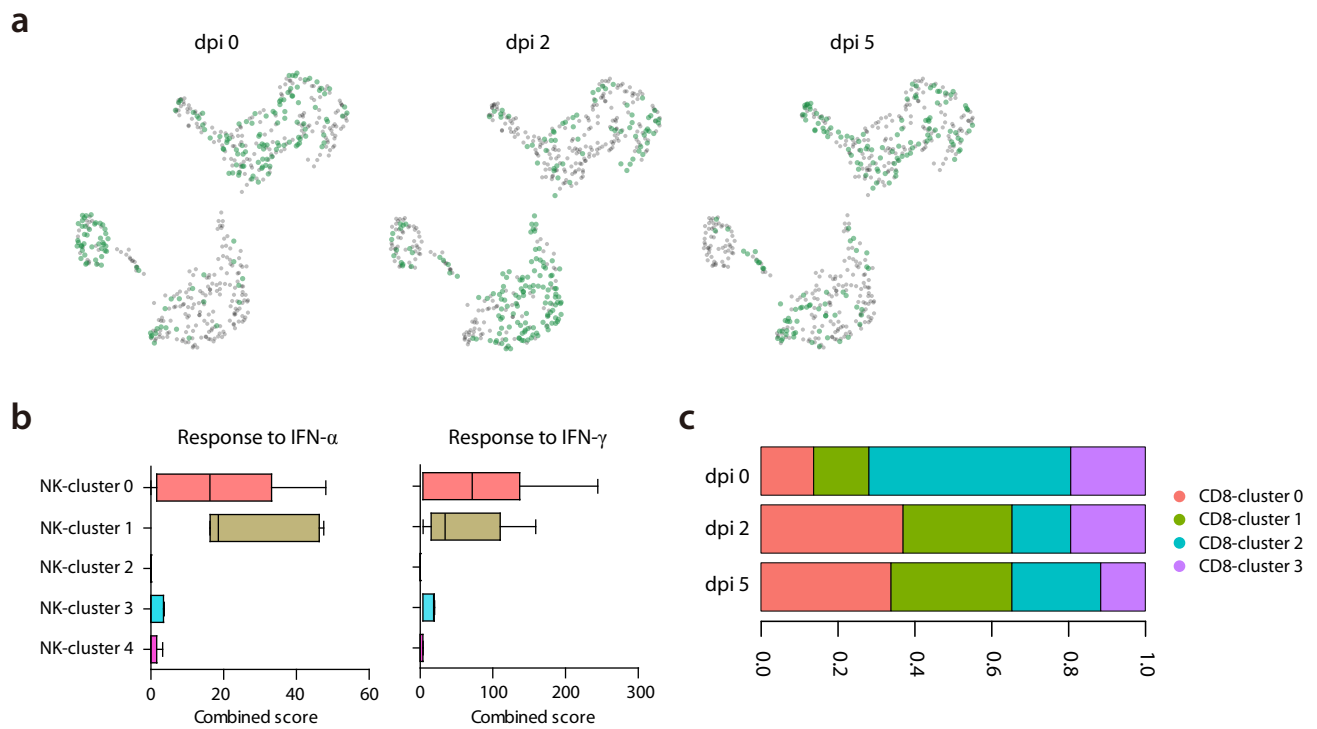 a
dpi 0
dpi 2
dpi 5
b
Response to IFN-α
NK-cluster 0
NK-cluster 1
NK-cluster 2
NK-cluster 3
NK-cluster 4
0
20
40
60
Combined score
Response to IFN-γ
0
100
200
300
Combined score
c
dpi 0
dpi 2
dpi 5
0.0
0.2
0.4
0.6
0.8
1.0
CD8-cluster 0
CD8-cluster 1
CD8-cluster 2
CD8-cluster 3